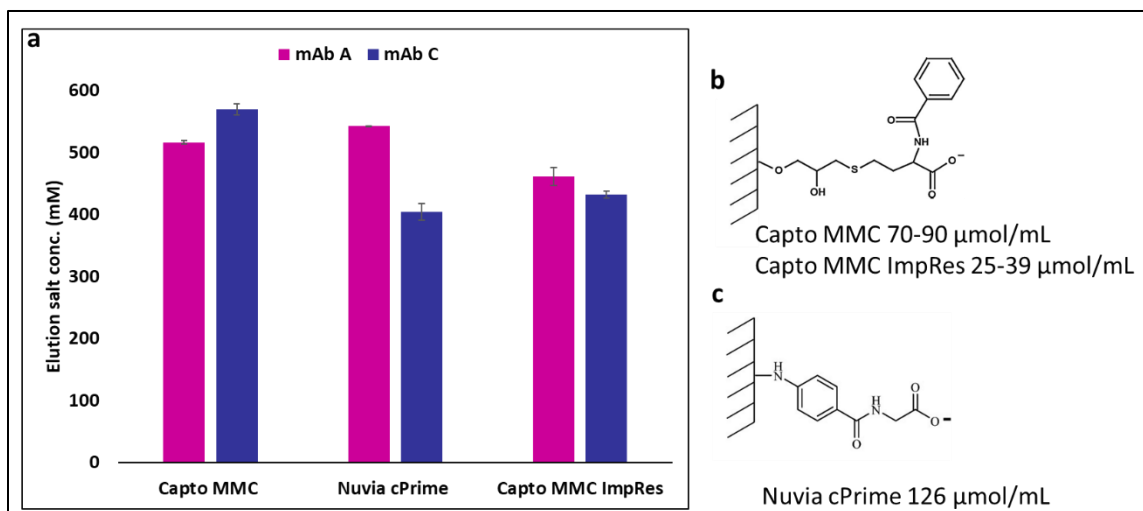 a
mAb A mAb C
Elution salt conc. (mM)
600
500
400
300
200
100
0
Capto MMC Nuvia cPrime Capto MMC ImpRes
b
O
NH
O
S
O⁻
OH
O
Capto MMC 70-90 µmol/mL
Capto MMC ImpRes 25-39 µmol/mL
c
H
N
H
N
O
O
O-
Nuvia cPrime 126 µmol/mL